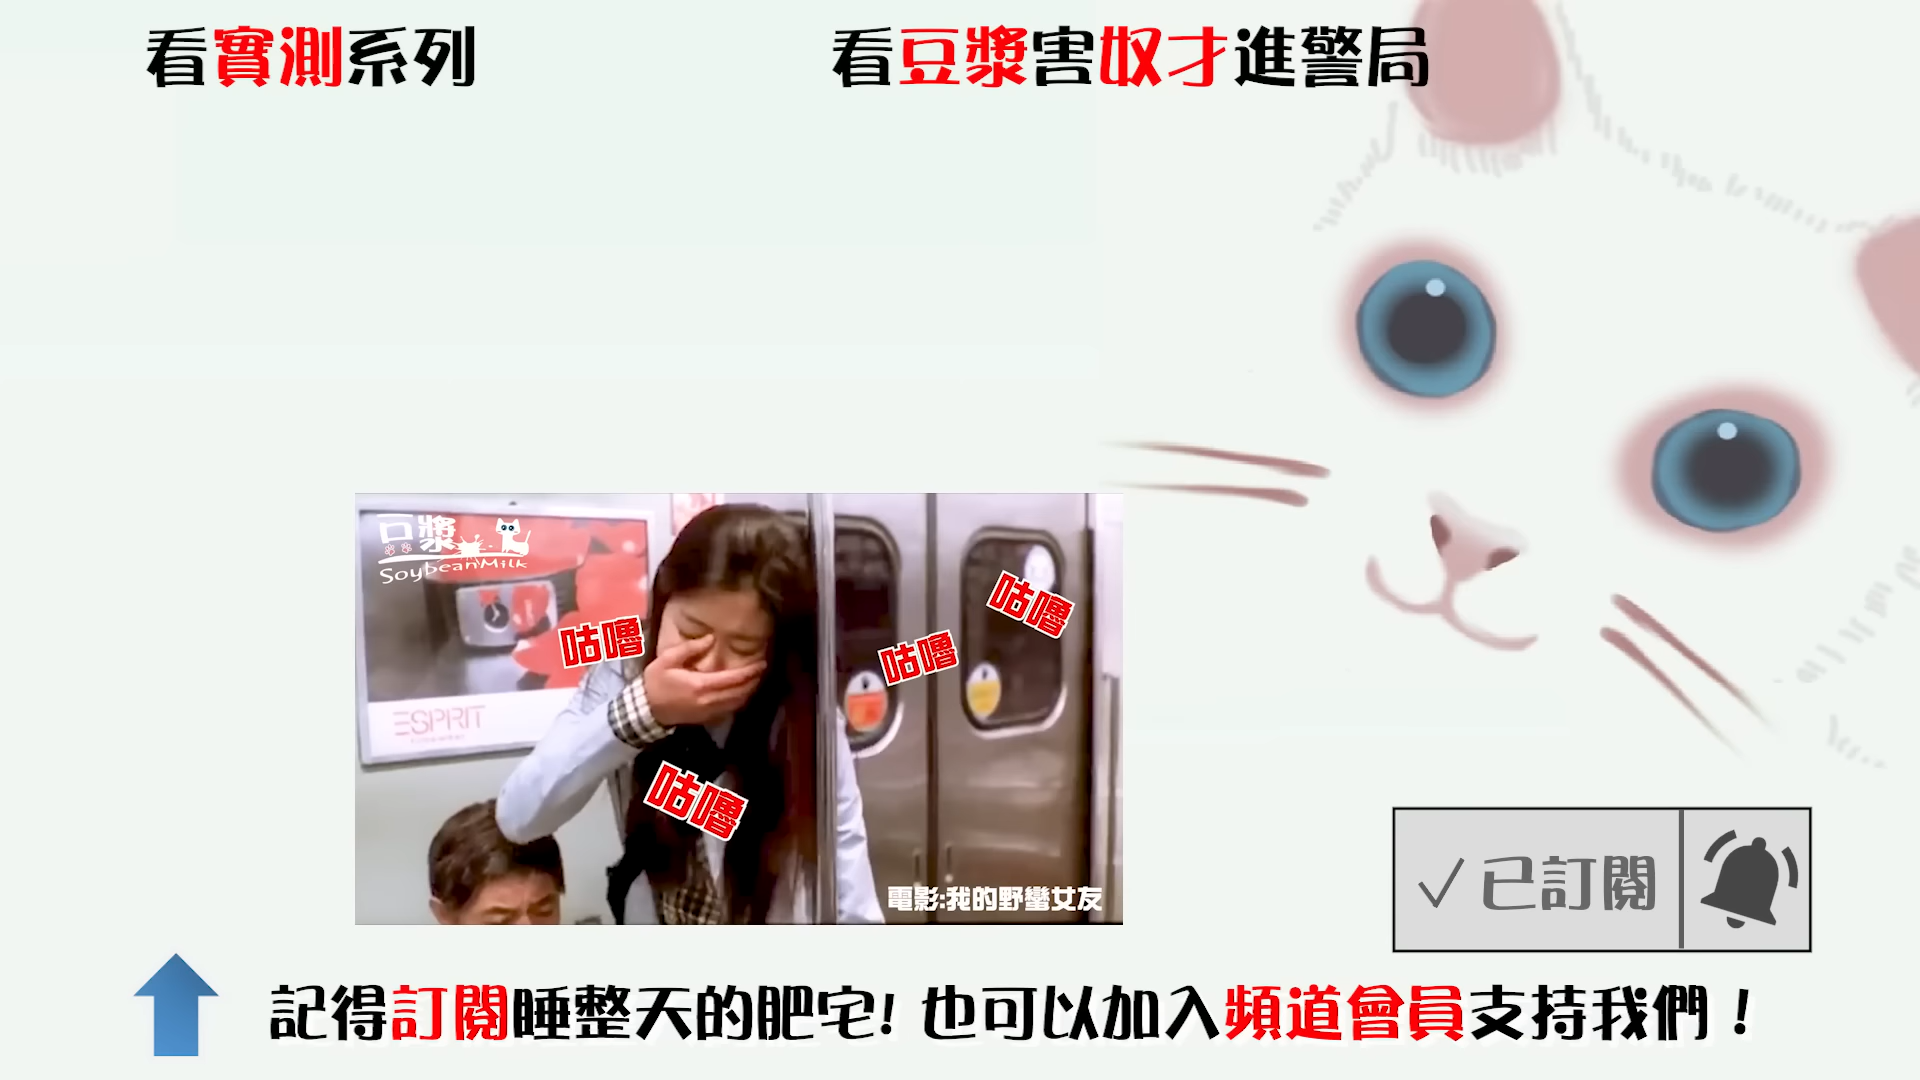 看實測系列
看豆漿害奴才進警局
豆漿
SoybeanMilk
咕嚕
咕嚕
咕嚕
ESPRIT
咕嚕
電影:我的野蠻女友
已訂閱
記得訂閱睡整天的肥宅! 也可以加入頻道會員支持我們！